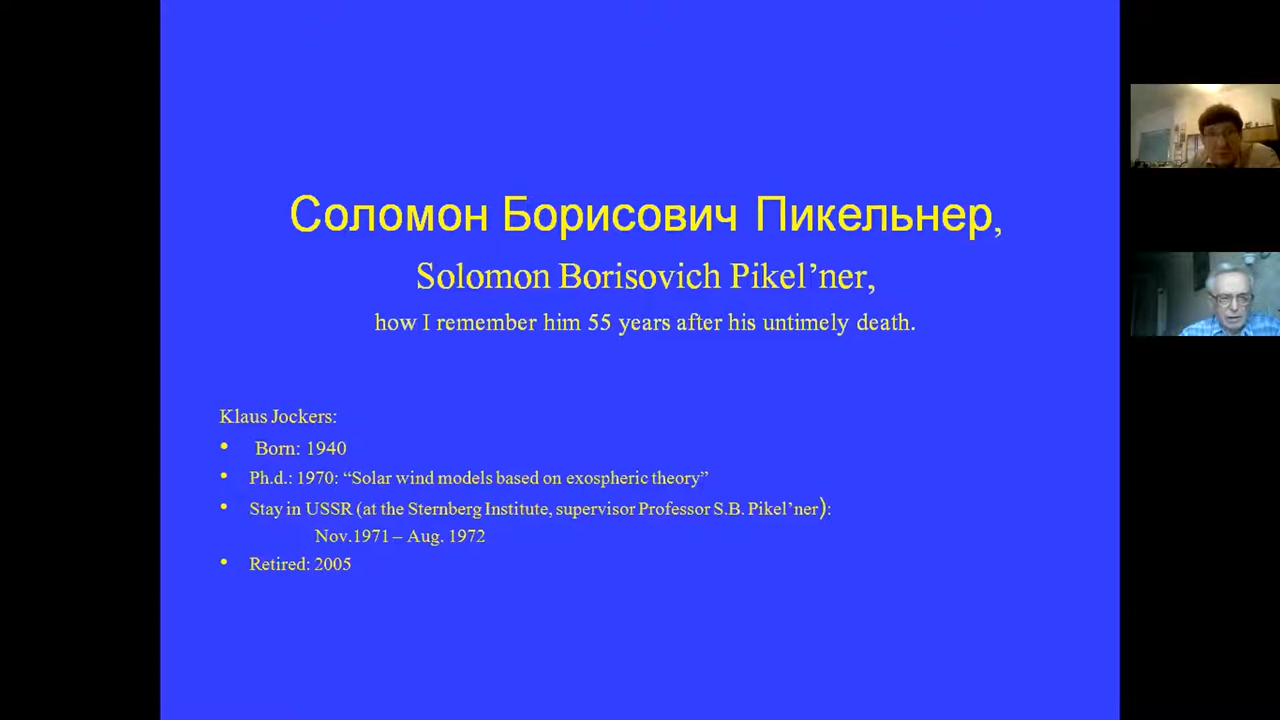 Соломон Борисович Пикельнер,
Solomon Borisovich Pikel’ner,
how I remember him 55 years after his untimely death.
Klaus Jockers:
• Born: 1940
• Ph.d.: 1970: “Solar wind models based on exospheric theory”
• Stay in USSR (at the Sternberg Institute, supervisor Professor S.B. Pikel’ner):
Nov.1971 – Aug. 1972
• Retired: 2005